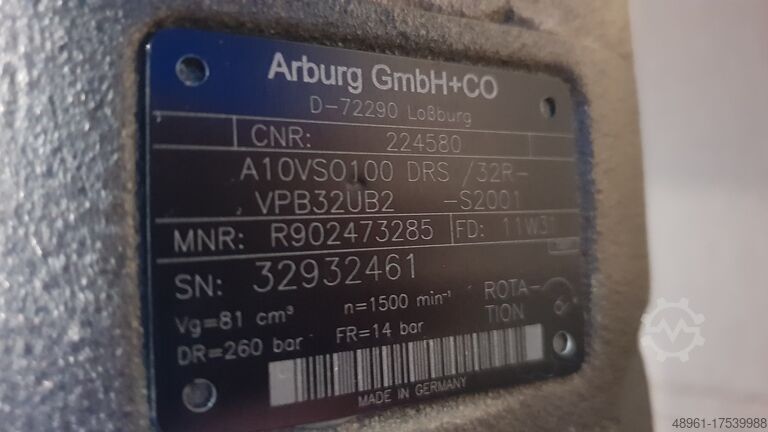 Arburg GmbH+CO
D-72290 Loßburg
CNR: 224580
A10VSO100 DRS /32R-
VPB32UB2 -S2001
MNR: R902473285 FD: 11W31
SN: 32932461
Vg=81 cm³ n=1500 min⁻¹ ROTA-
TION
DR=260 bar FR=14 bar
MADE IN GERMANY
48961-17539988